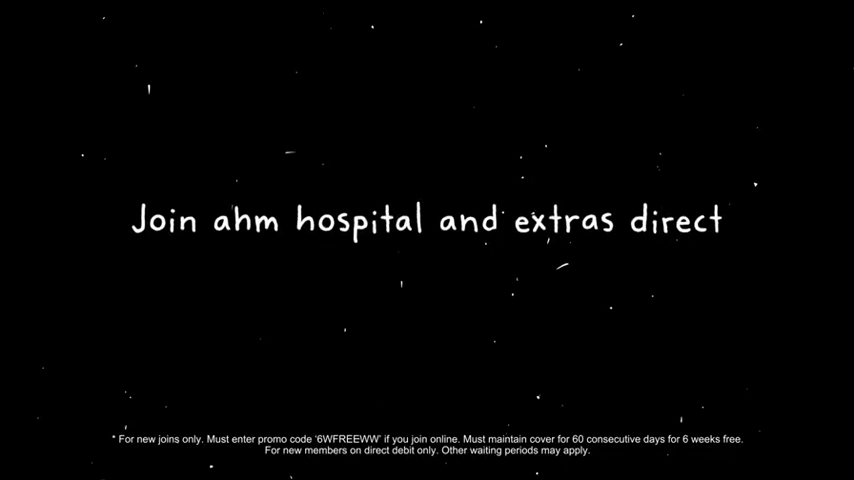 Join ahm hospital and extras direct
* For new joins only. Must enter promo code '6WFREEWW' if you join online. Must maintain cover for 60 consecutive days for 6 weeks free.
For new members on direct debit only. Other waiting periods may apply.